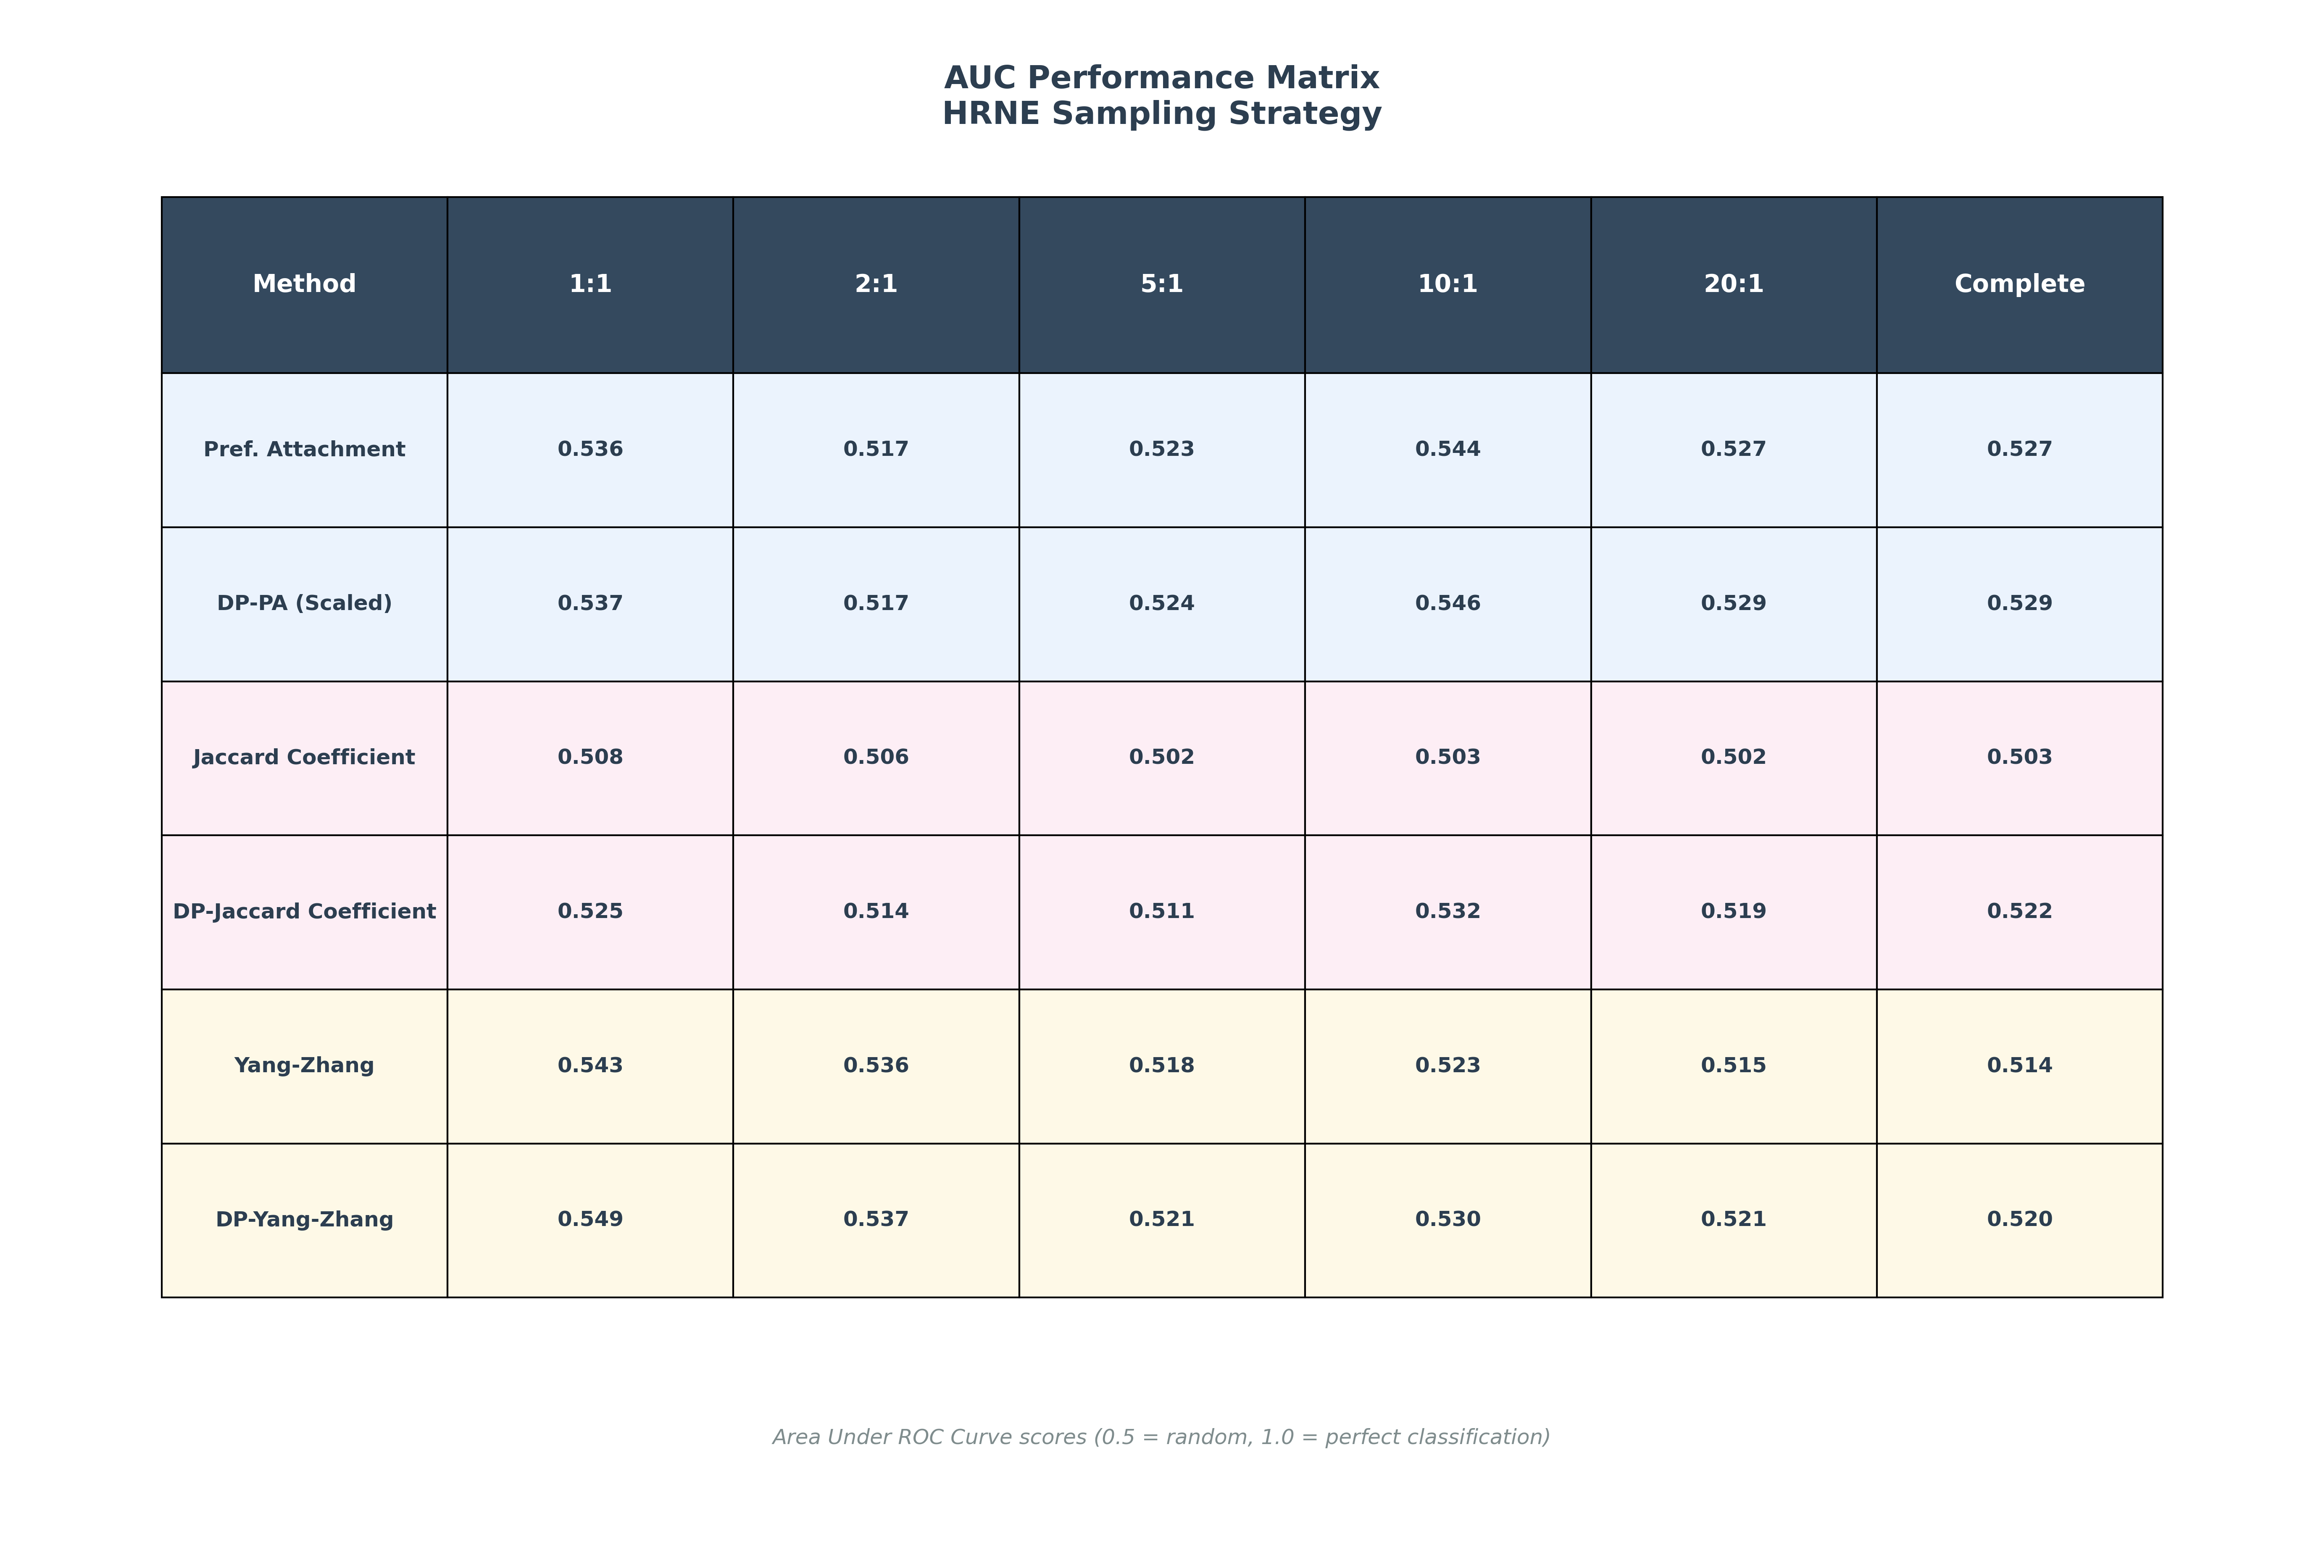 AUC Performance Matrix
HRNE Sampling Strategy
Method 1:1 2:1 5:1 10:1 20:1 Complete
Pref. Attachment 0.536 0.517 0.523 0.544 0.527 0.527
DP-PA (Scaled) 0.537 0.517 0.524 0.546 0.529 0.529
Jaccard Coefficient 0.508 0.506 0.502 0.503 0.502 0.503
DP-Jaccard Coefficient 0.525 0.514 0.511 0.532 0.519 0.522
Yang-Zhang 0.543 0.536 0.518 0.523 0.515 0.514
DP-Yang-Zhang 0.549 0.537 0.521 0.530 0.521 0.520
Area Under ROC Curve scores (0.5 = random, 1.0 = perfect classification)